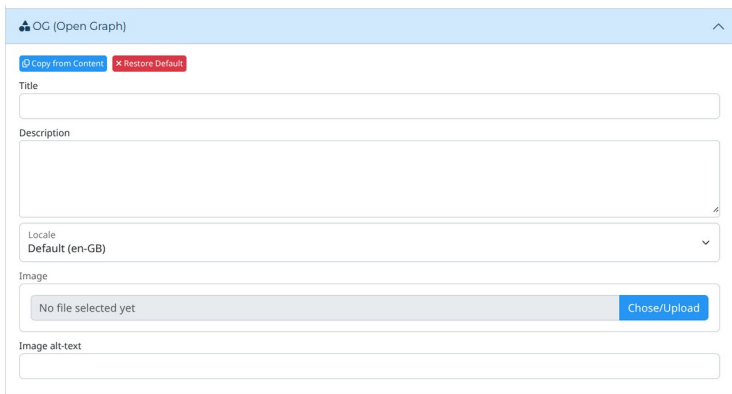 OG (Open Graph)
Copy from Content Restore Default
Title
Description
Locale
Default (en-GB)
Image
No file selected yet Chose/Upload
Image alt-text